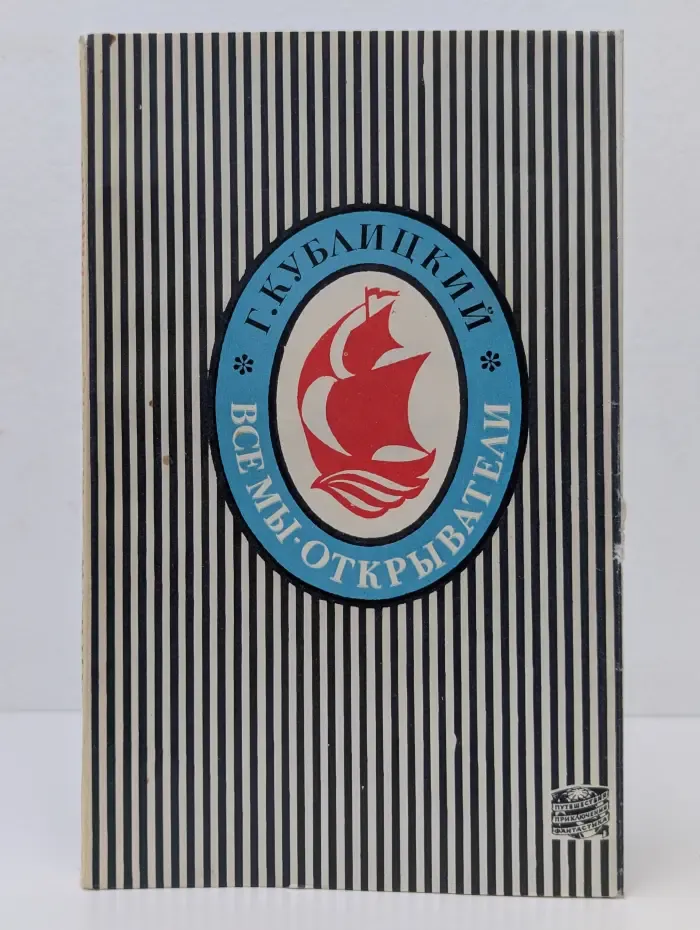 Г. КУБЛИЦКИЙ
ВСЕ МЫ - ОТКРЫВАТЕЛИ
ПУТЕШЕСТВИЯ
ПРИКЛЮЧЕНИЯ
ФАНТАСТИКА